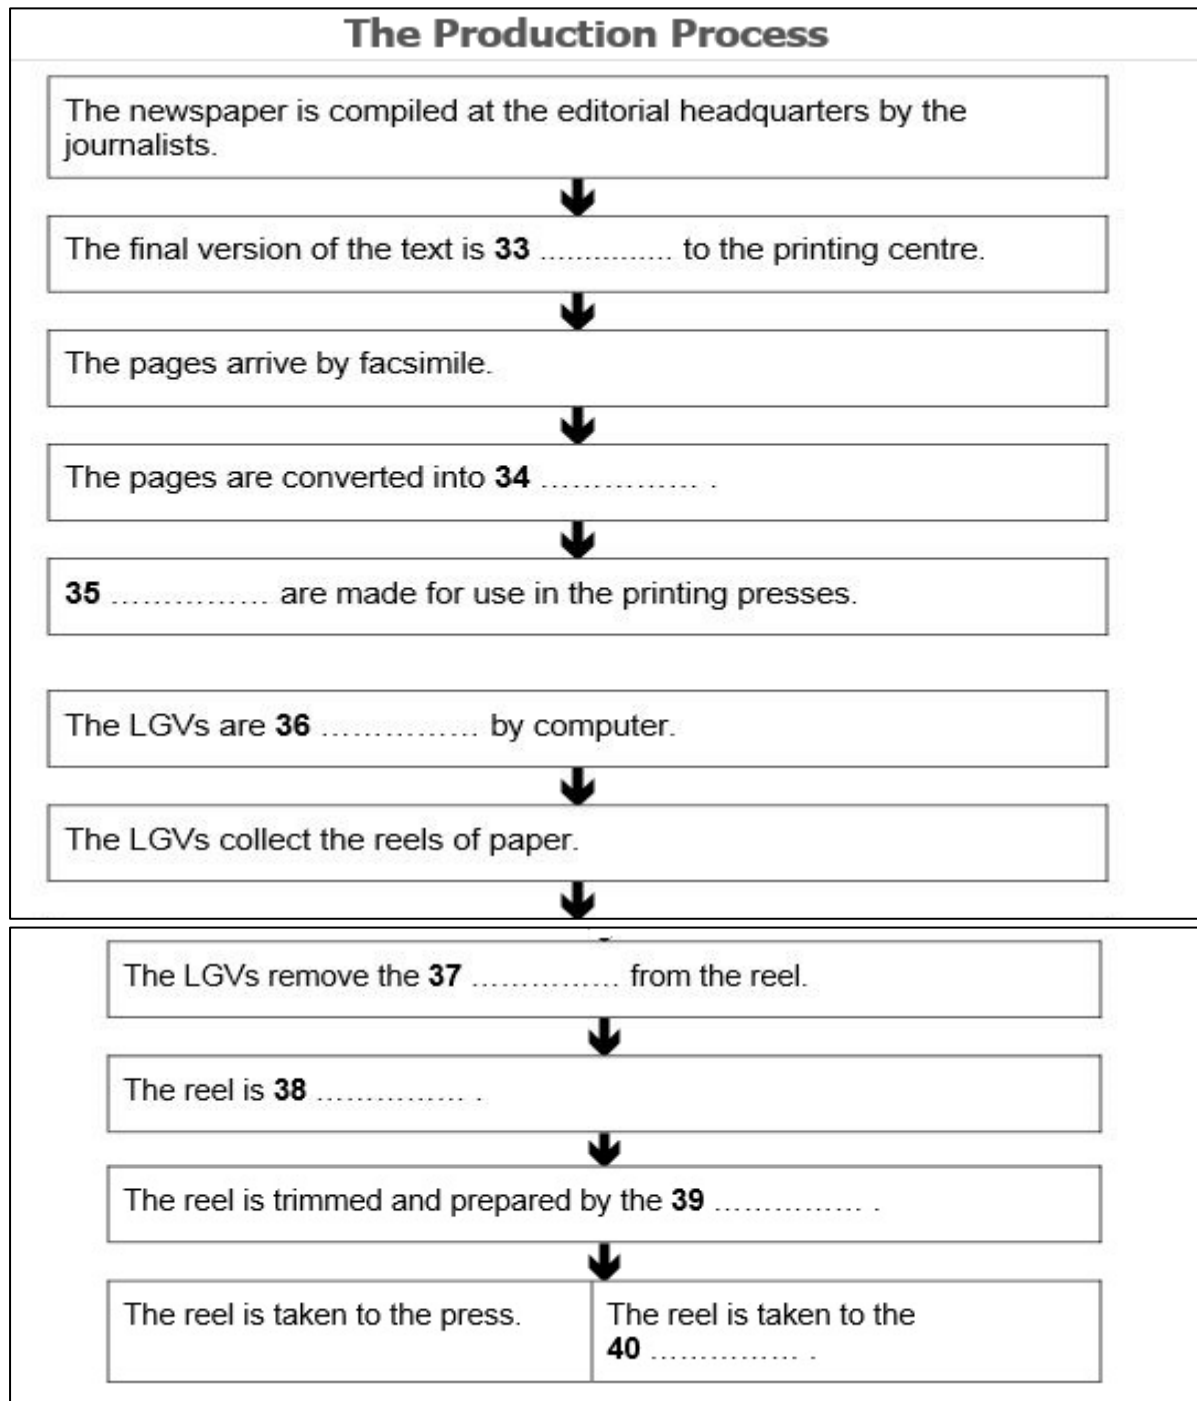 The Production Process
The newspaper is compiled at the editorial headquarters by the
journalists.
The final version of the text is 33 ............... to the printing centre.
The pages arrive by facsimile.
The pages are converted into 34 ............... .
35 ............... are made for use in the printing presses.
The LGVs are 36 ............... by computer.
The LGVs collect the reels of paper.
The LGVs remove the 37 ............... from the reel.
The reel is 38 ............... .
The reel is trimmed and prepared by the 39 ............... .
The reel is taken to the press.
The reel is taken to the
40 ............... .